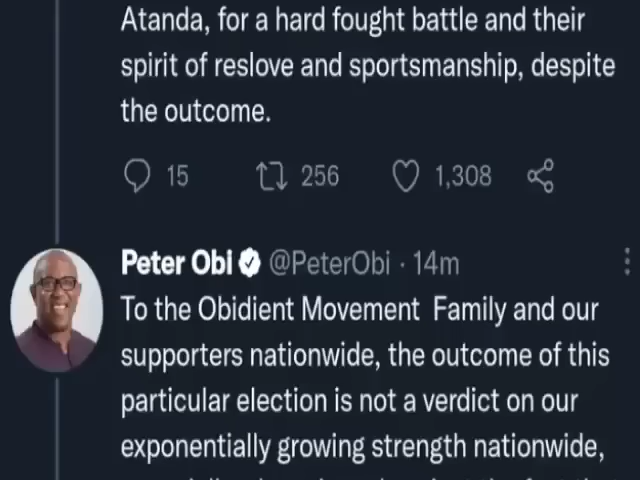 Atanda, for a hard fought battle and their
spirit of reslove and sportsmanship, despite
the outcome.
15 256 1,308
Peter Obi @PeterObi · 14m
To the Obidient Movement Family and our
supporters nationwide, the outcome of this
particular election is not a verdict on our
exponentially growing strength nationwide,